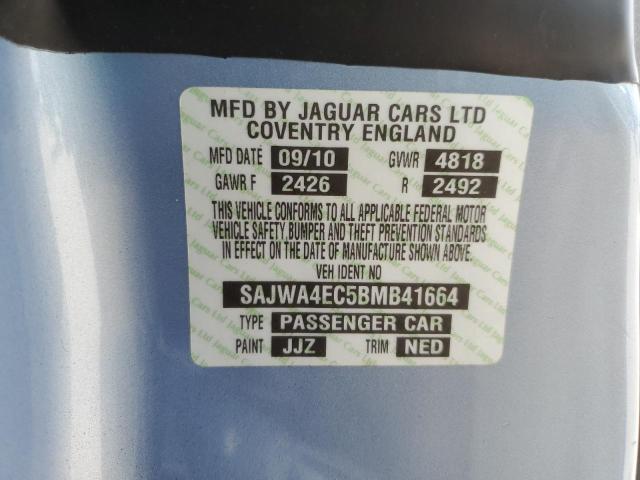 MFD BY JAGUAR CARS LTD
COVENTRY ENGLAND
MFD DATE 09/10 GVWR 4818
GAWR F 2426 R 2492
THIS VEHICLE CONFORMS TO ALL APPLICABLE FEDERAL MOTOR
VEHICLE SAFETY,BUMPER AND THEFT PREVENTION STANDARDS
IN EFFECT ON THE DATE OF MANUFACTURE SHOWN ABOVE.
VEH IDENT NO
SAJWA4EC5BMB41664
TYPE PASSENGER CAR
PAINT JJZ TRIM NED